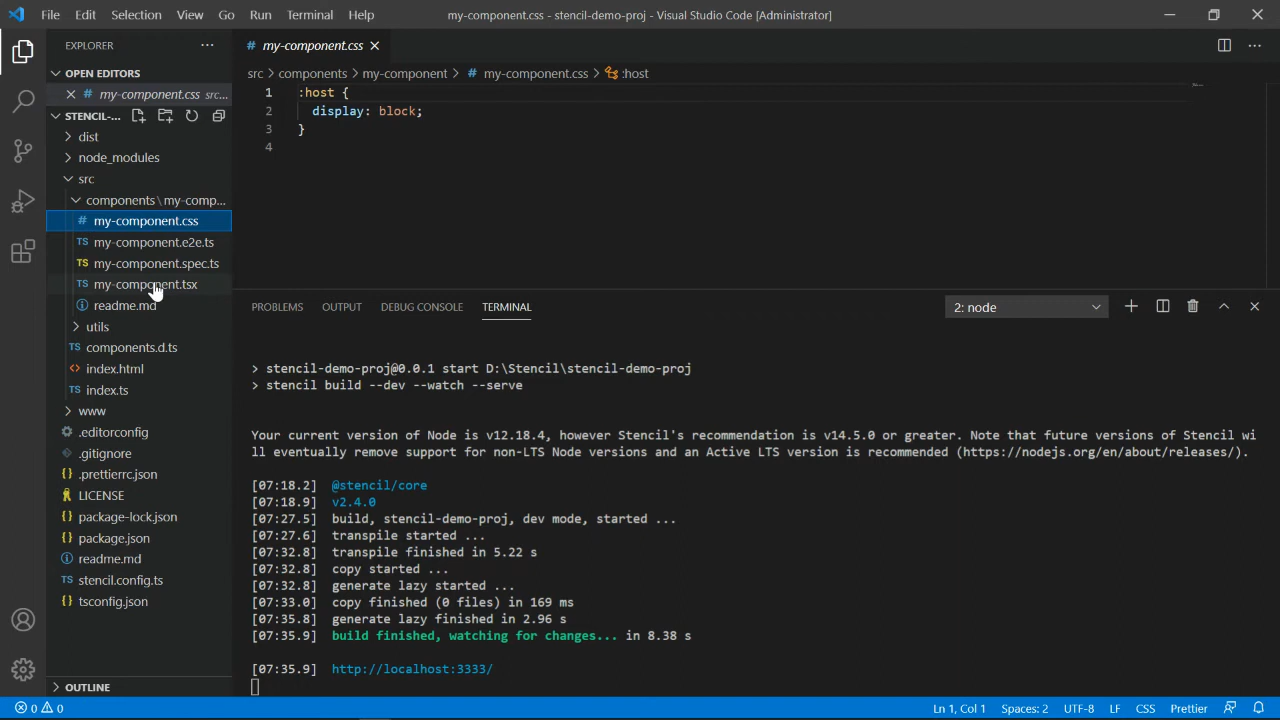 File Edit Selection View Go Run Terminal Help my-component.css - stencil-demo-proj - Visual Studio Code [Administrator]
EXPLORER
OPEN EDITORS
my-component.css src...
STENCIL-...
dist
node_modules
src
components\my-comp...
my-component.css
my-component.e2e.ts
my-component.spec.ts
my-component.tsx
readme.md
utils
components.d.ts
index.html
index.ts
www
.editorconfig
.gitignore
.prettierrc.json
LICENSE
package-lock.json
package.json
readme.md
stencil.config.ts
tsconfig.json
OUTLINE
# my-component.css
src > components > my-component > # my-component.css > :host
1 :host {
2 display: block;
3 }
4
PROBLEMS OUTPUT DEBUG CONSOLE TERMINAL 2: node
> stencil-demo-proj@0.0.1 start D:\Stencil\stencil-demo-proj
> stencil build --dev --watch --serve
Your current version of Node is v12.18.4, however Stencil's recommendation is v14.5.0 or greater. Note that future versions of Stencil wi
ll eventually remove support for non-LTS Node versions and an Active LTS version is recommended (https://nodejs.org/en/about/releases/).
[07:18.2] @stencil/core
[07:18.9] v2.4.0
[07:27.5] build, stencil-demo-proj, dev mode, started ...
[07:27.6] transpile started ...
[07:32.8] transpile finished in 5.22 s
[07:32.8] copy started ...
[07:32.8] generate lazy started ...
[07:33.0] copy finished (0 files) in 169 ms
[07:35.8] generate lazy finished in 2.96 s
[07:35.9] build finished, watching for changes... in 8.38 s
[07:35.9] http://localhost:3333/
0 0 Ln 1, Col 1 Spaces: 2 UTF-8 LF CSS Prettier